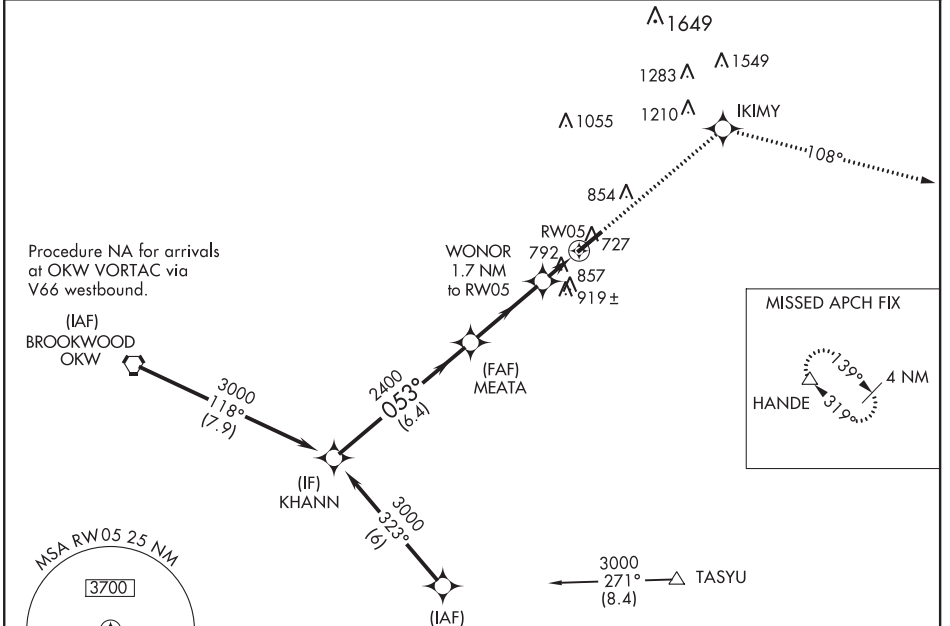 1649
1549
1283
1210
IKIMY
1055
108°
854
RW05
727
WONOR
1.7 NM
to RW05
792
857
919±
Procedure NA for arrivals
at OKW VORTAC via
V66 westbound.
(IAF)
BROOKWOOD
OKW
3000
118°
(7.9)
2400
053°
(6.4)
(FAF)
MEATA
(IF)
KHANN
3000
323°
(6)
(IAF)
3000
271°
(8.4)
TASYU
MISSED APCH FIX
139°
4 NM
HANDE
319°
MSA RW05 25 NM
3700